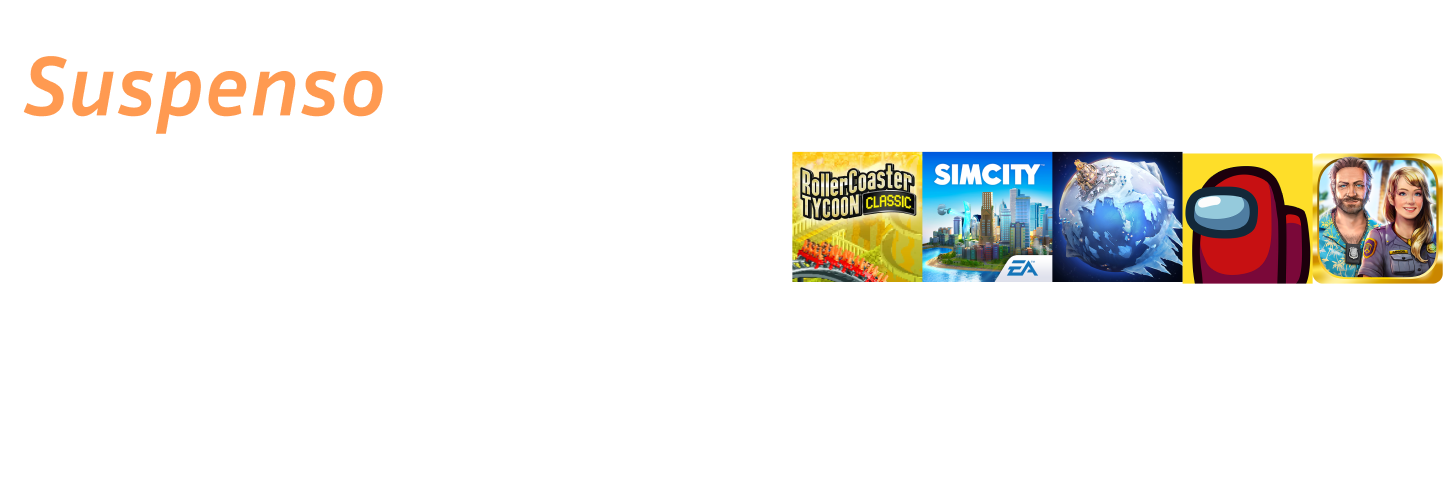 Suspenso
RollerCoaster
TYCOON CLASSIC
SIMCITY
EA